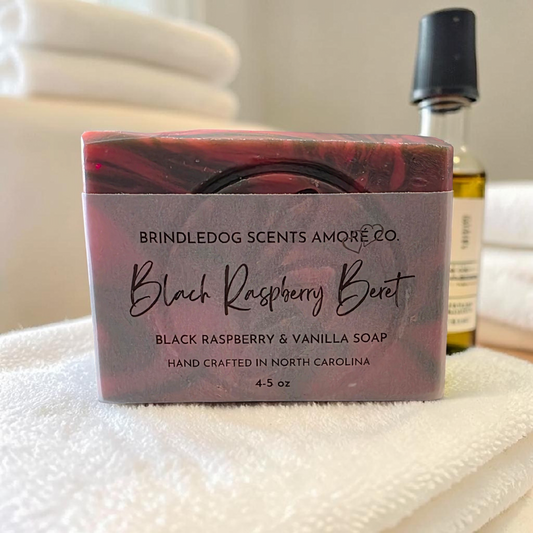 BRINDLEDOG SCENTS AMORE CO.
Black Raspberry Beret
BLACK RASPBERRY & VANILLA SOAP
HAND CRAFTED IN NORTH CAROLINA
4-5 oz